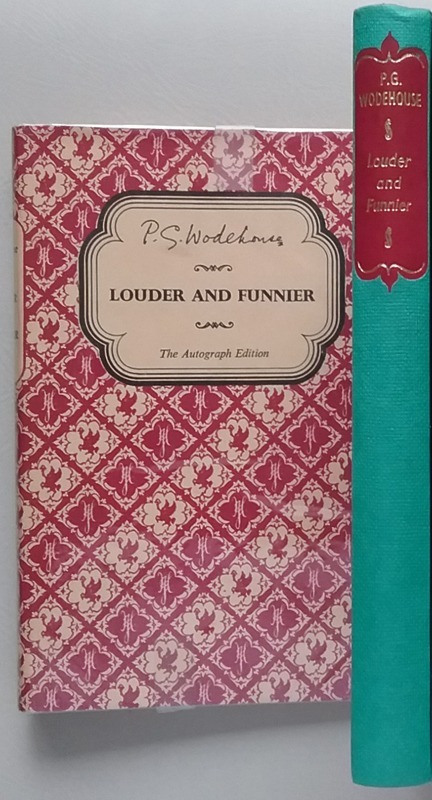 P. G. Wodehouse
LOUDER AND FUNNIER
The Autograph Edition
P.G.
WODEHOUSE
Louder
and
Funnier